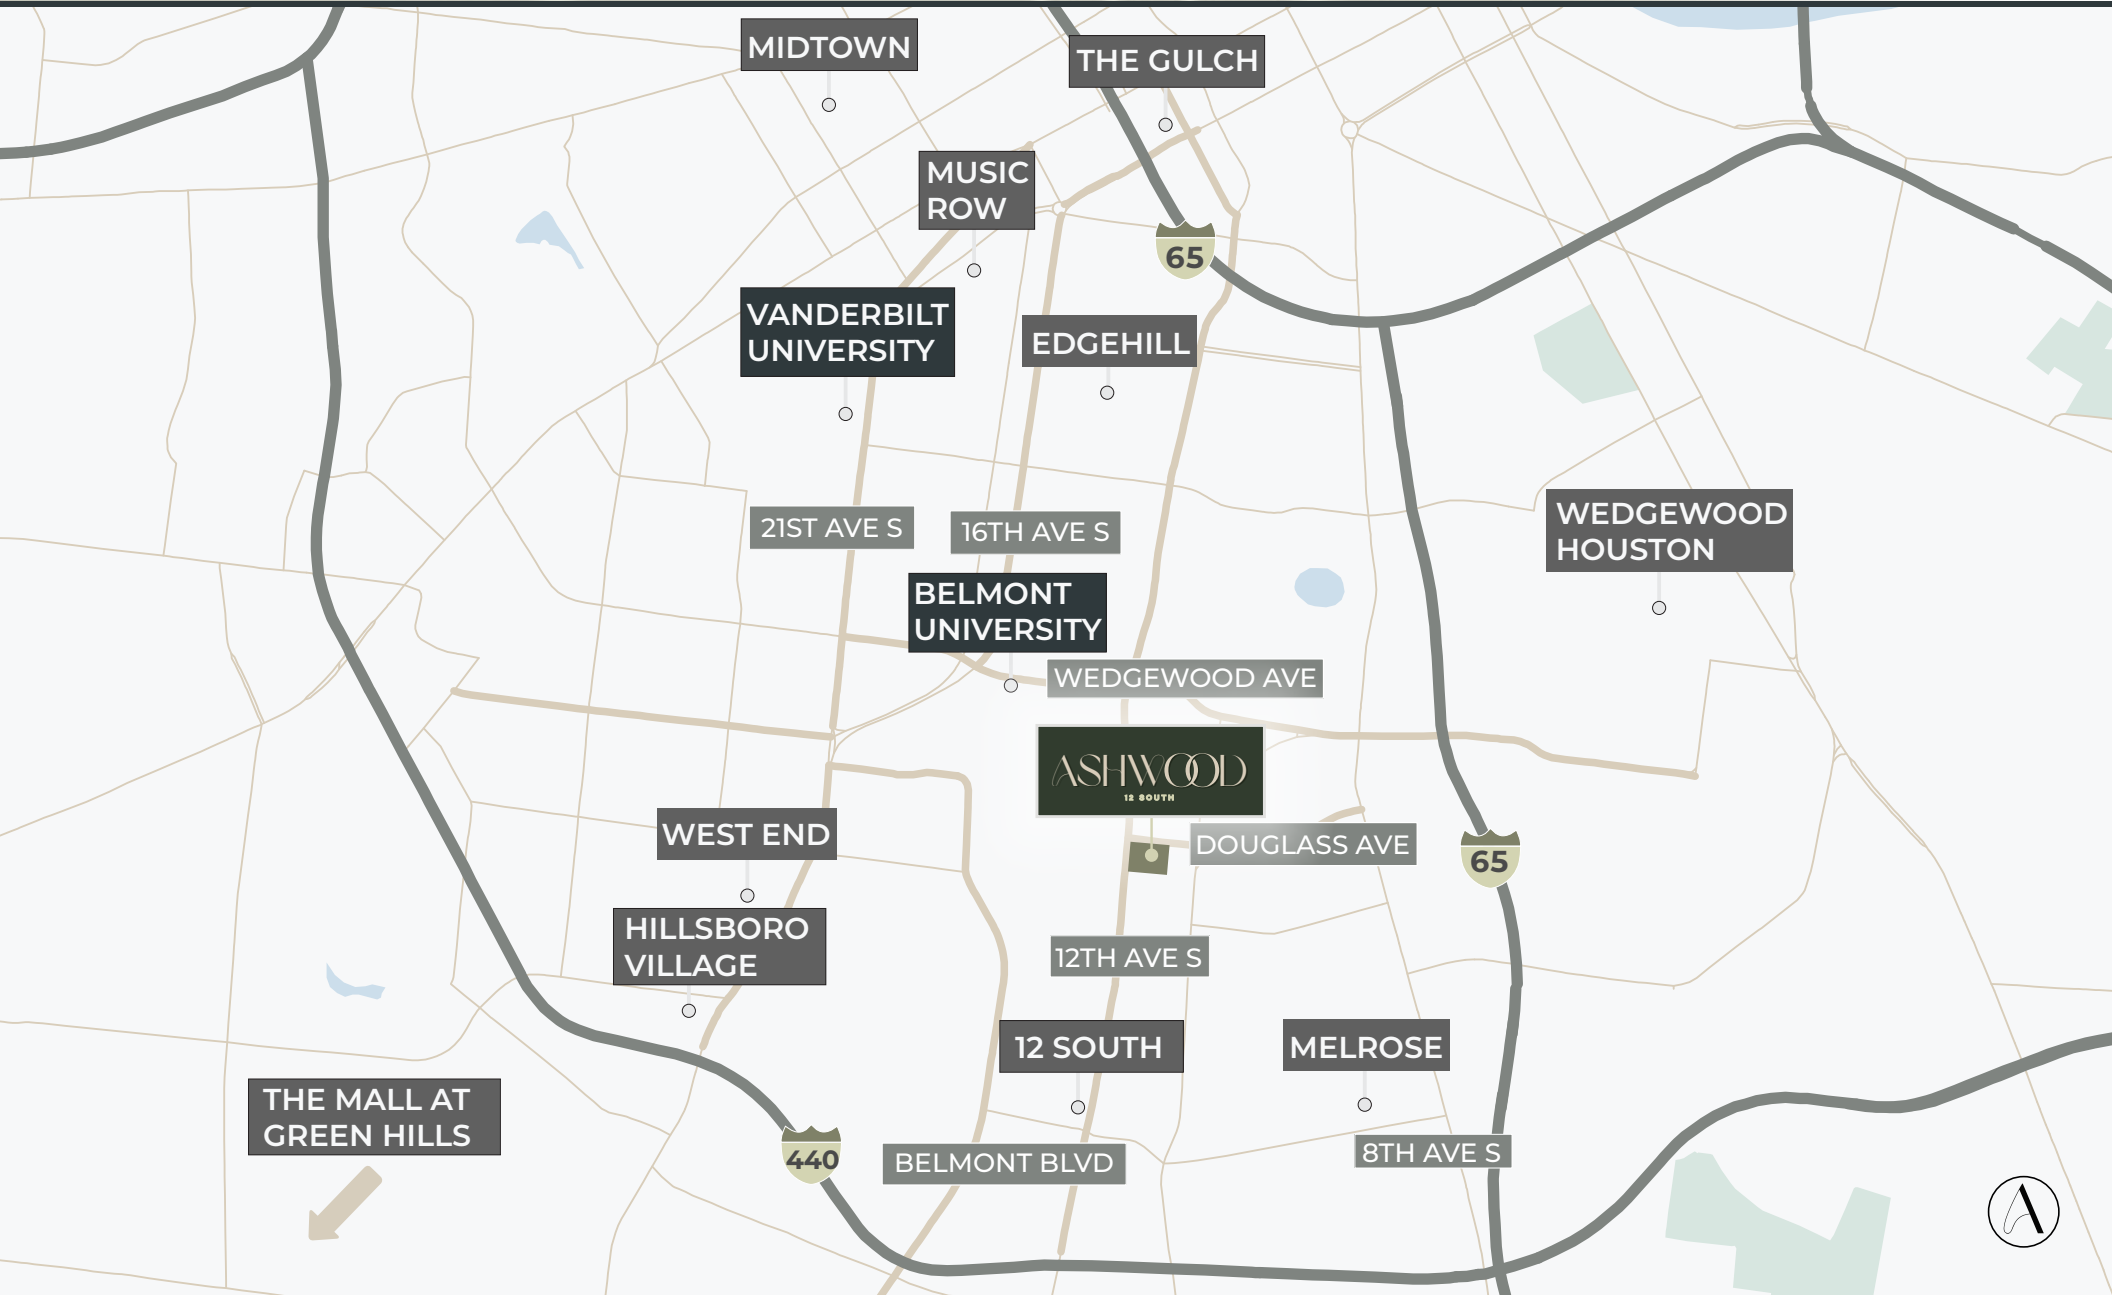 MIDTOWN
THE GULCH
MUSIC
ROW
65
VANDERBILT
UNIVERSITY
EDGEHILL
21ST AVE S
16TH AVE S
WEDGEWOOD
HOUSTON
BELMONT
UNIVERSITY
WEDGEWOOD AVE
ASHWOOD
12 SOUTH
WEST END
DOUGLASS AVE
65
HILLSBORO
VILLAGE
12TH AVE S
12 SOUTH
MELROSE
THE MALL AT
GREEN HILLS
440
BELMONT BLVD
8TH AVE S
A